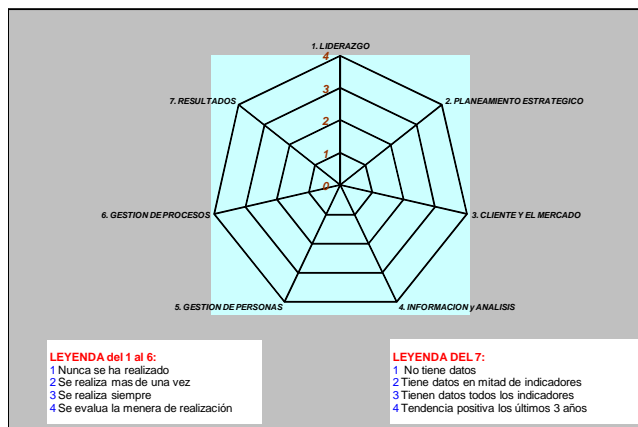 1. LIDERAZGO
4
7. RESULTADOS
3
2. PLANEAMIENTO ESTRATEGICO
2
1
0
6. GESTION DE PROCESOS
3. CLIENTE Y EL MERCADO
5. GESTION DE PERSONAS
4. INFORMACION y ANALISIS
LEYENDA del 1 al 6:
1 Nunca se ha realizado
2 Se realiza mas de una vez
3 Se realiza siempre
4 Se evalua la menera de realización
LEYENDA DEL 7:
1 No tiene datos
2 Tiene datos en mitad de indicadores
3 Tienen datos todos los indicadores
4 Tendencia positiva los últimos 3 años